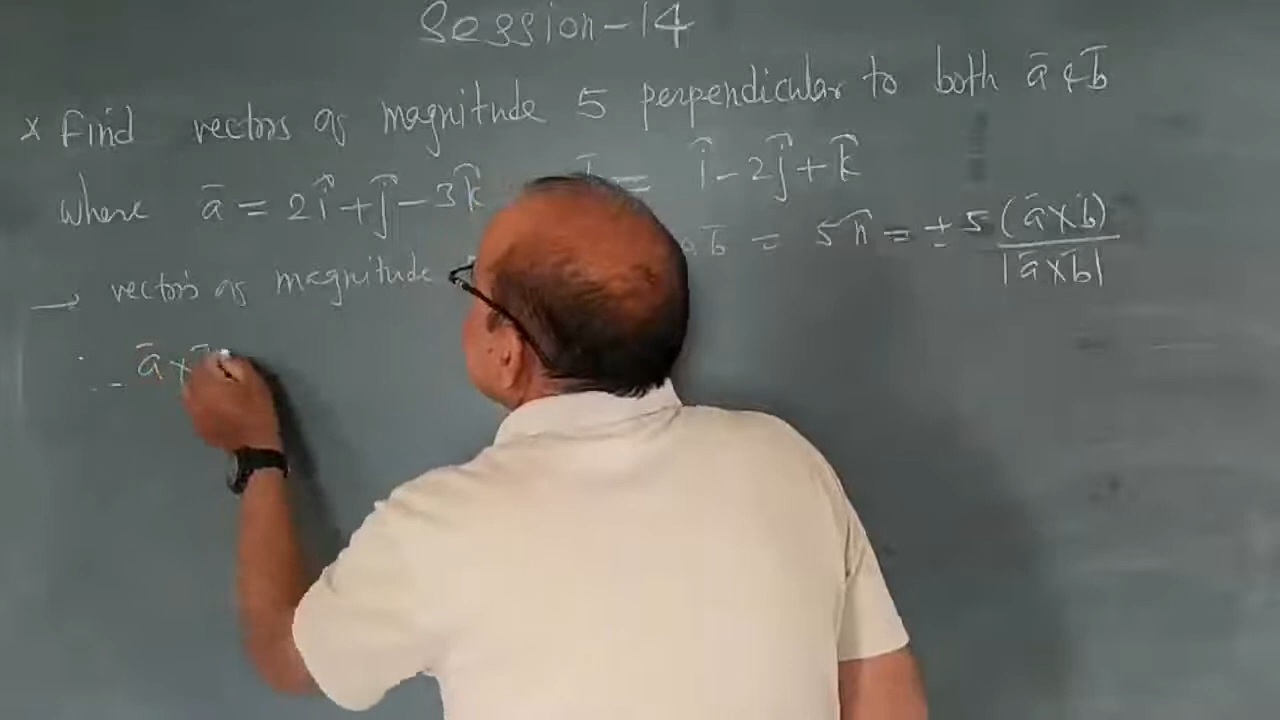 Session-14
x Find vectors of magnitude 5 perpendicular to both a̅ & b̅
where a̅ = 2î + ĵ - 3k̂ b̅ = î - 2ĵ + k̂
→ vectors of magnitude b̅ = 5n̂ = ± 5 (a̅ x b̅) / |a̅ x b̅|
∴ a̅ x